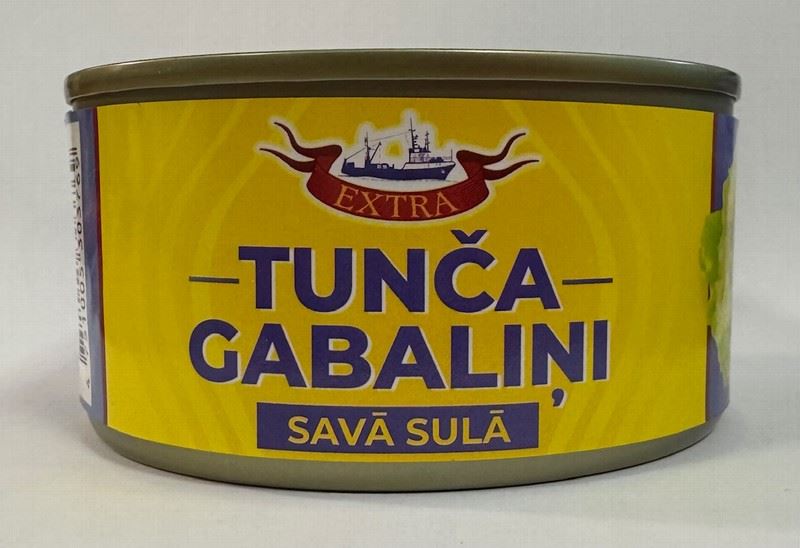 EXTRA
TUNČA
GABALIŅI
SAVĀ SULĀ